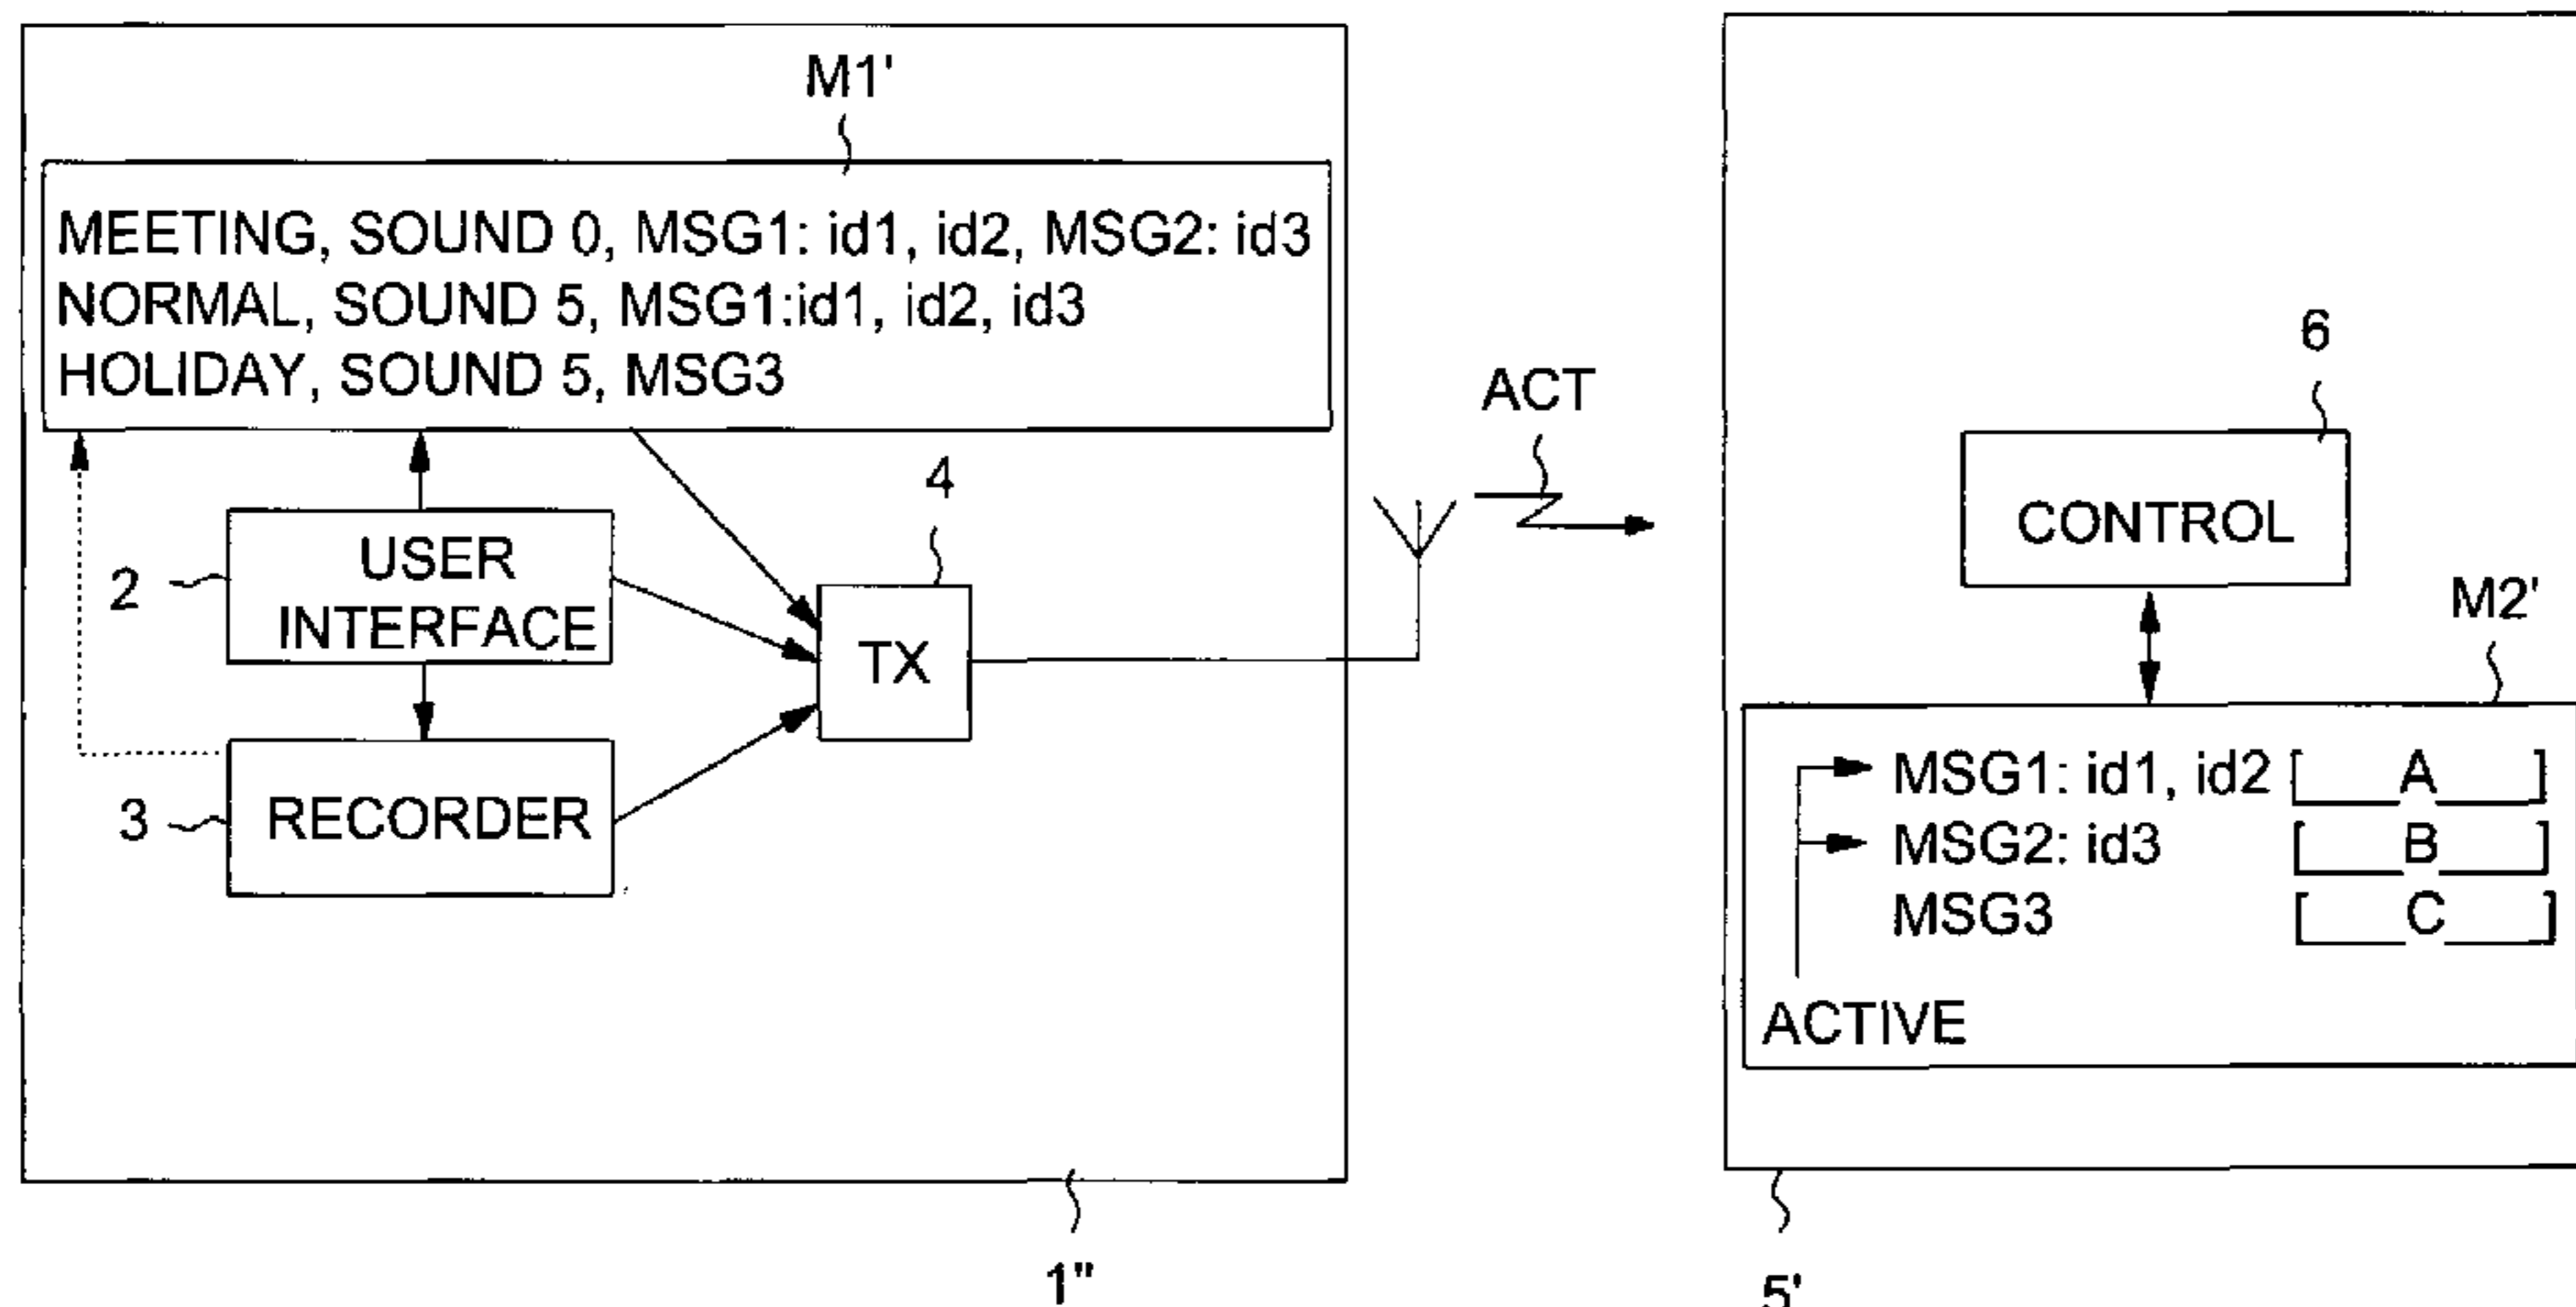 M1'
MEETING, SOUND 0, MSG1: id1, id2, MSG2: id3
NORMAL, SOUND 5, MSG1:id1, id2, id3
HOLIDAY, SOUND 5, MSG3
2
USER
INTERFACE
3
RECORDER
4
TX
1"
ACT
6
CONTROL
M2'
MSG1: id1, id2 [ A ]
MSG2: id3 [ B ]
MSG3 [ C ]
ACTIVE
5'